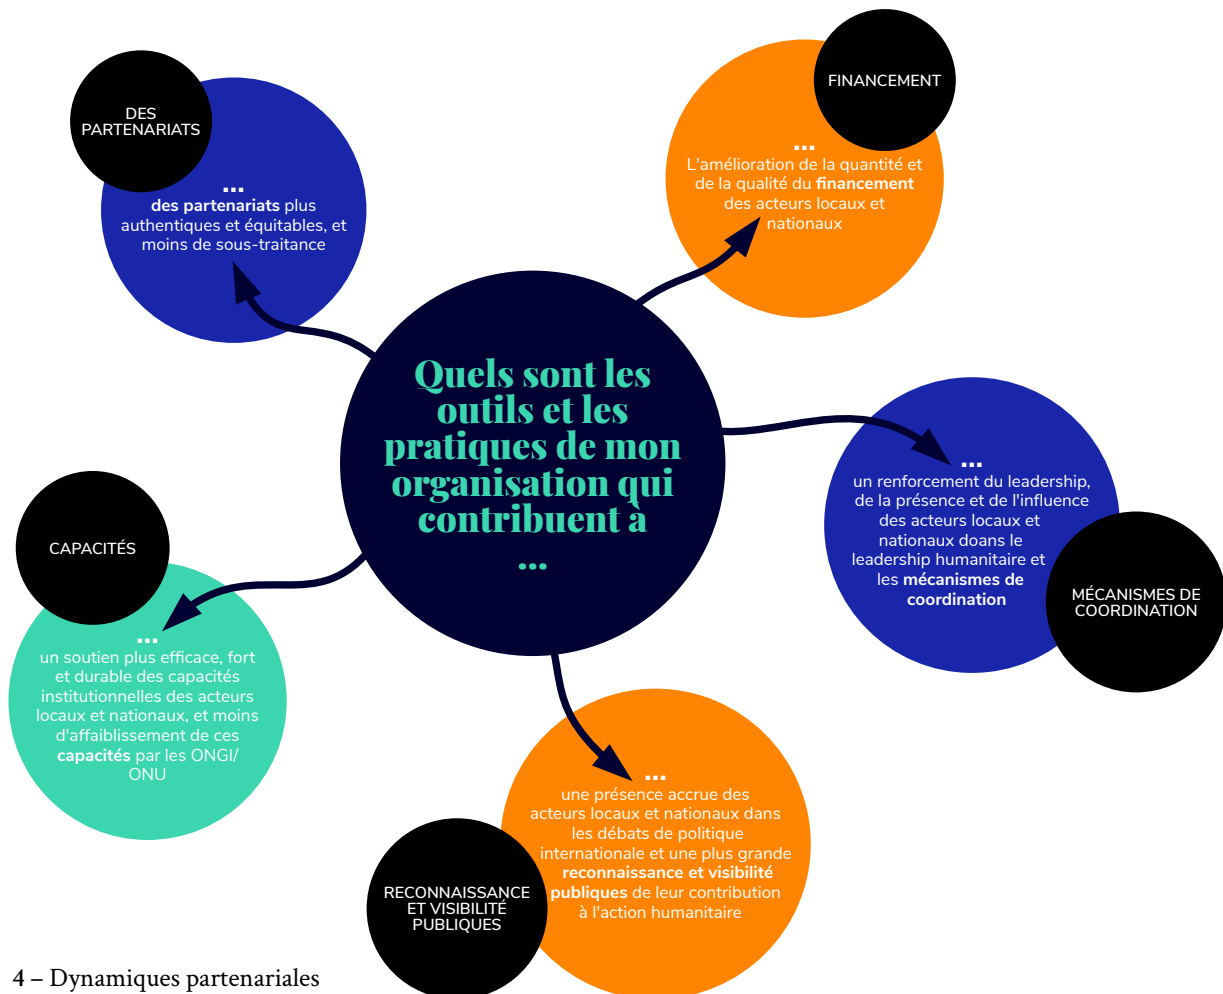 DES
PARTENARIATS
...
des partenariats plus
authentiques et équitables, et
moins de sous-traitance
FINANCEMENT
...
L'amélioration de la quantité et
de la qualité du financement
des acteurs locaux et
nationaux
Quels sont les
outils et les
pratiques de mon
organisation qui
contribuent à
...
...
un renforcement du leadership,
de la présence et de l'influence
des acteurs locaux et
nationaux doans le
leadership humanitaire et
les mécanismes de
coordination
MÉCANISMES DE
COORDINATION
CAPACITÉS
...
un soutien plus efficace, fort
et durable des capacités
institutionnelles des acteurs
locaux et nationaux, et moins
d'affaiblissement de ces
capacités par les ONGI/
ONU
...
une présence accrue des
acteurs locaux et nationaux dans
les débats de politique
internationale et une plus grande
reconnaissance et visibilité
publiques de leur contribution
à l'action humanitaire
RECONNAISSANCE
ET VISIBILITÉ
PUBLIQUES
4 – Dynamiques partenariales